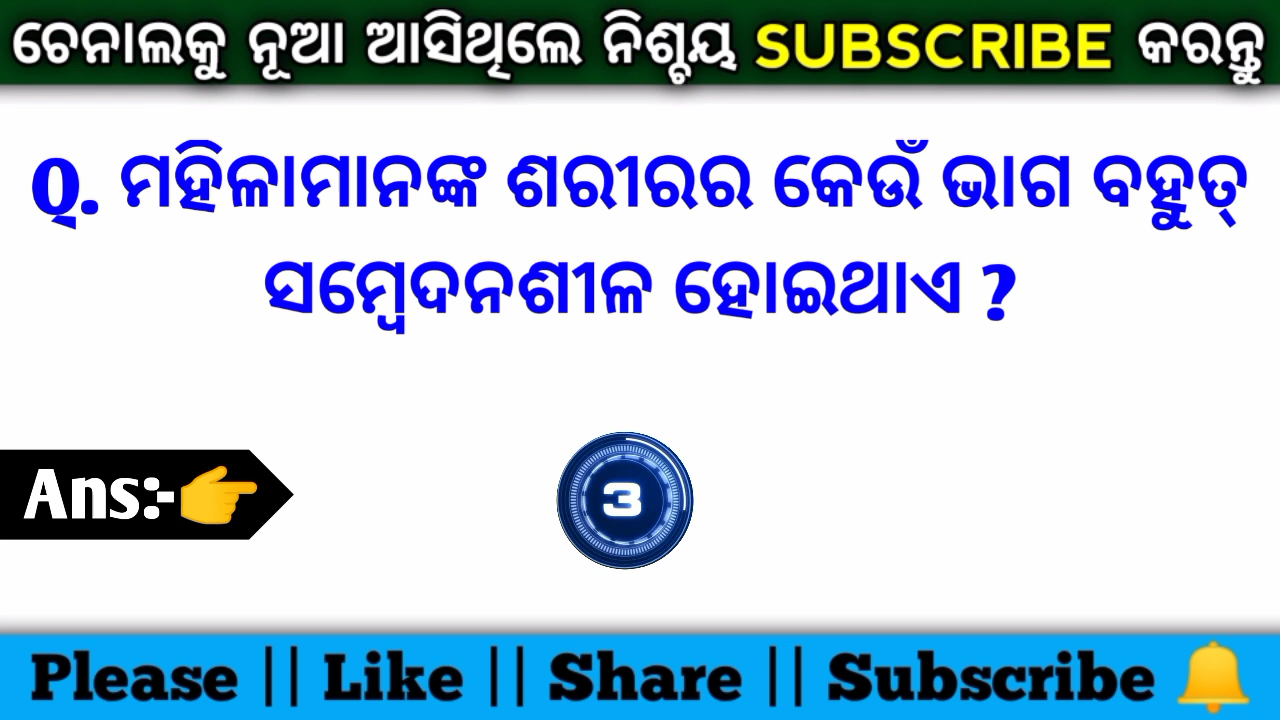 ଚେନାଲକୁ ନୂଆ ଆସିଥିଲେ ନିଶ୍ଚୟ SUBSCRIBE କରନ୍ତୁ
Q. ମହିଳାମାନଙ୍କ ଶରୀରର କେଉଁ ଭାଗ ବହୁତ୍
ସମ୍ବେଦନଶୀଳ ହୋଇଥାଏ ?
Ans:-👉
3
Please || Like || Share || Subscribe 🔔